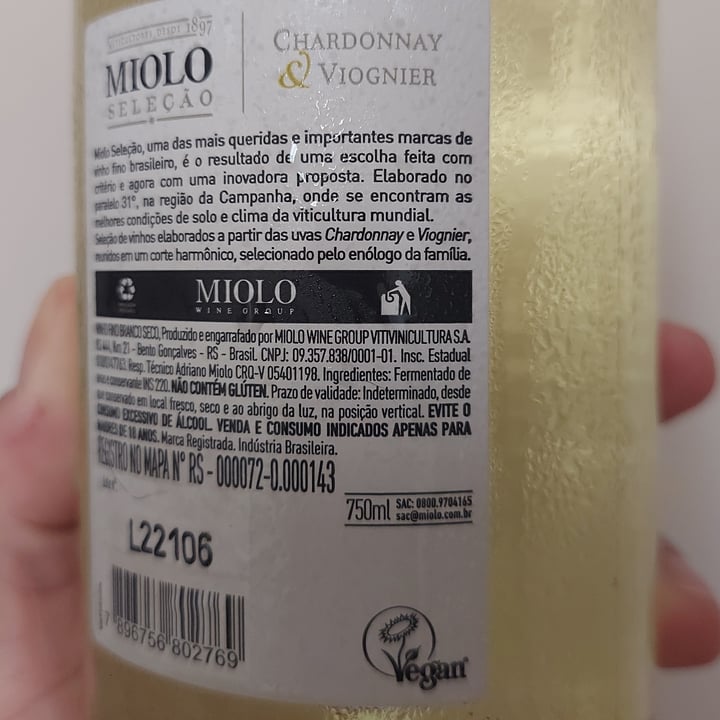 VITICULTORES DESDE 1897
MIOLO
SELEÇÃO
CHARDONNAY
& VIOGNIER
Miolo Seleção, uma das mais queridas e importantes marcas de
vinho fino brasileiro, é o resultado de uma escolha feita com
critério e agora com uma inovadora proposta. Elaborado no
paralelo 31°, na região da Campanha, onde se encontram as
melhores condições de solo e clima da viticultura mundial.
Seleção de vinhos elaborados a partir das uvas Chardonnay e Viognier,
reunidos em um corte harmônico, selecionado pelo enólogo da família.
MIOLO
WINE GROUP
VINHO FINO BRANCO SECO, Produzido e engarrafado por MIOLO WINE GROUP VITIVINICULTURA S.A.
Km 21 - Bento Gonçalves - RS - Brasil. CNPJ: 09.357.838/0001-01. Insc. Estadual
Resp. Técnico Adriano Miolo CRQ-V 05401198. Ingredientes: Fermentado de
conservante INS 220. NÃO CONTÉM GLÚTEN. Prazo de validade: Indeterminado, desde
que conservado em local fresco, seco e ao abrigo da luz, na posição vertical. EVITE O
CONSUMO EXCESSIVO DE ÁLCOOL. VENDA E CONSUMO INDICADOS APENAS PARA
MAIORES DE 18 ANOS. Marca Registrada. Indústria Brasileira.
REGISTRO NO MAPA N° RS - 000072-0.000143
750ml
SAC: 0800.9704165
sac@miolo.com.br
L22106
7 896756 802769
Vegan